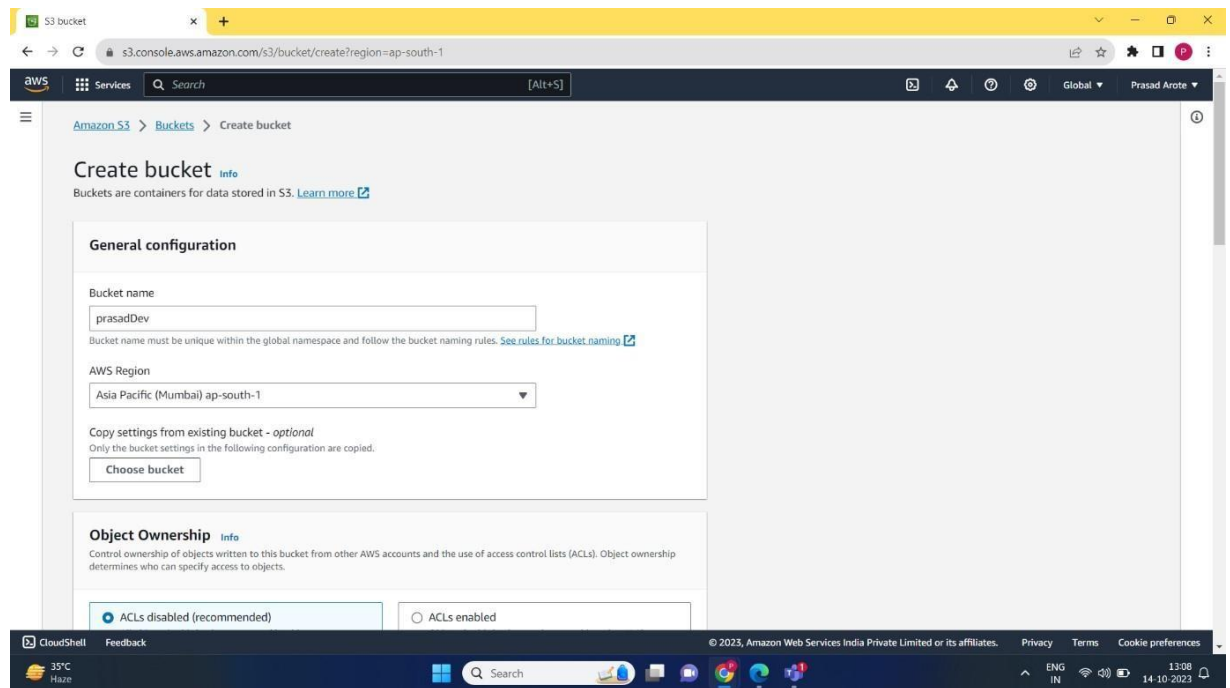 S3 bucket
s3.console.aws.amazon.com/s3/bucket/create?region=ap-south-1
P
aws Services Search [Alt+S] Global Prasad Arote
Amazon S3 > Buckets > Create bucket
Create bucket Info
Buckets are containers for data stored in S3. Learn more
General configuration
Bucket name
prasadDev
Bucket name must be unique within the global namespace and follow the bucket naming rules. See rules for bucket naming
AWS Region
Asia Pacific (Mumbai) ap-south-1
Copy settings from existing bucket - optional
Only the bucket settings in the following configuration are copied.
Choose bucket
Object Ownership Info
Control ownership of objects written to this bucket from other AWS accounts and the use of access control lists (ACLs). Object ownership
determines who can specify access to objects.
ACLs disabled (recommended) ACLs enabled
CloudShell Feedback © 2023, Amazon Web Services India Private Limited or its affiliates. Privacy Terms Cookie preferences
35°C
Haze
Search
ENG
IN
13:08
14-10-2023